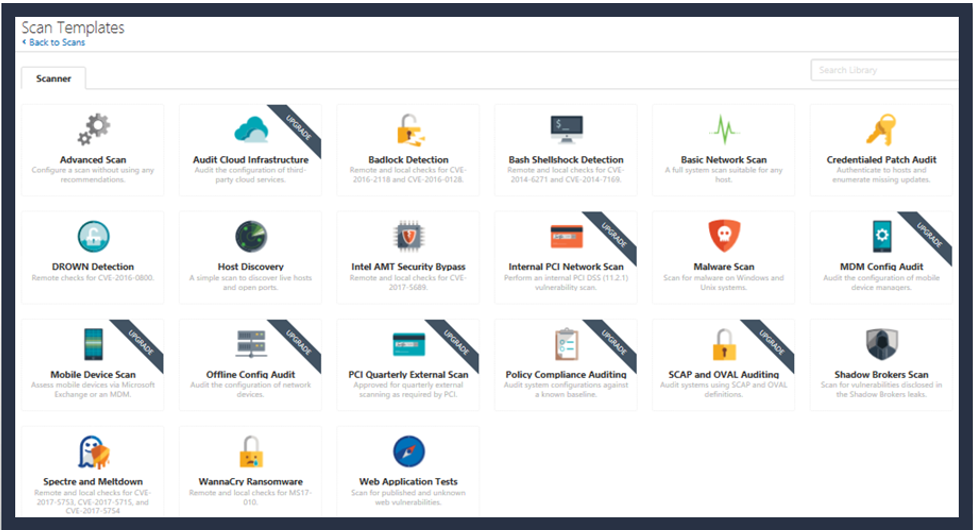 Scan Templates
Back to Scans
Scanner
Search Library
UPGRADE
Advanced Scan
Configure a scan without using any
recommendations.
Audit Cloud Infrastructure
Audit the configuration of third-
party cloud services.
Badlock Detection
Remote and local checks for CVE-
2016-2118 and CVE-2016-0128.
$_
Bash Shellshock Detection
Remote and local checks for CVE-
2014-6271 and CVE-2014-7169.
Basic Network Scan
A full system scan suitable for any
host.
Credentialed Patch Audit
Authenticate to hosts and
enumerate missing updates.
DROWN Detection
Remote checks for CVE-2016-0800.
Host Discovery
A simple scan to discover live hosts
and open ports.
Intel AMT Security Bypass
Remote and local checks for CVE-
2017-5689.
UPGRADE
Internal PCI Network Scan
Perform an internal PCI DSS (11.2.1)
vulnerability scan.
Malware Scan
Scan for malware on Windows and
Unix systems.
UPGRADE
MDM Config Audit
Audit the configuration of mobile
device managers.
UPGRADE
Mobile Device Scan
Assess mobile devices via Microsoft
Exchange or an MDM.
UPGRADE
Offline Config Audit
Audit the configuration of network
devices.
UPGRADE
PCI Quarterly External Scan
Approved for quarterly external
scanning as required by PCI.
UPGRADE
Policy Compliance Auditing
Audit system configurations against
a known baseline.
UPGRADE
SCAP and OVAL Auditing
Audit systems using SCAP and OVAL
definitions.
Shadow Brokers Scan
Scan for vulnerabilities disclosed in
the Shadow Brokers leaks.
Spectre and Meltdown
Remote and local checks for CVE-
2017-5753, CVE-2017-5715, and
CVE-2017-5754
WannaCry Ransomware
Remote and local checks for MS17-
010.
Web Application Tests
Scan for published and unknown
web vulnerabilities.